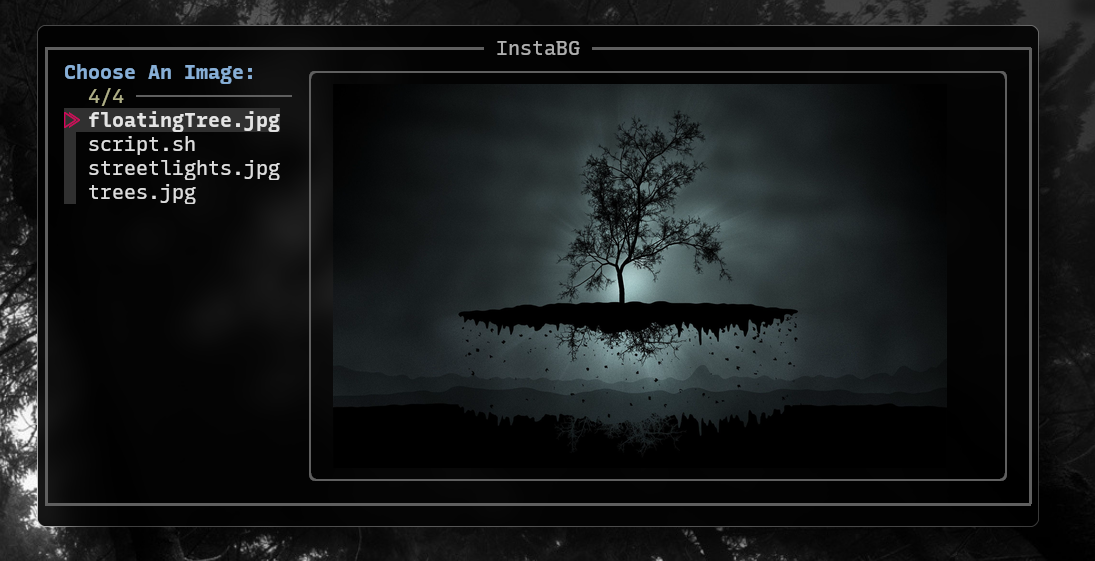 InstaBG
Choose An Image:
4/4
floatingTree.jpg
script.sh
streetlights.jpg
trees.jpg